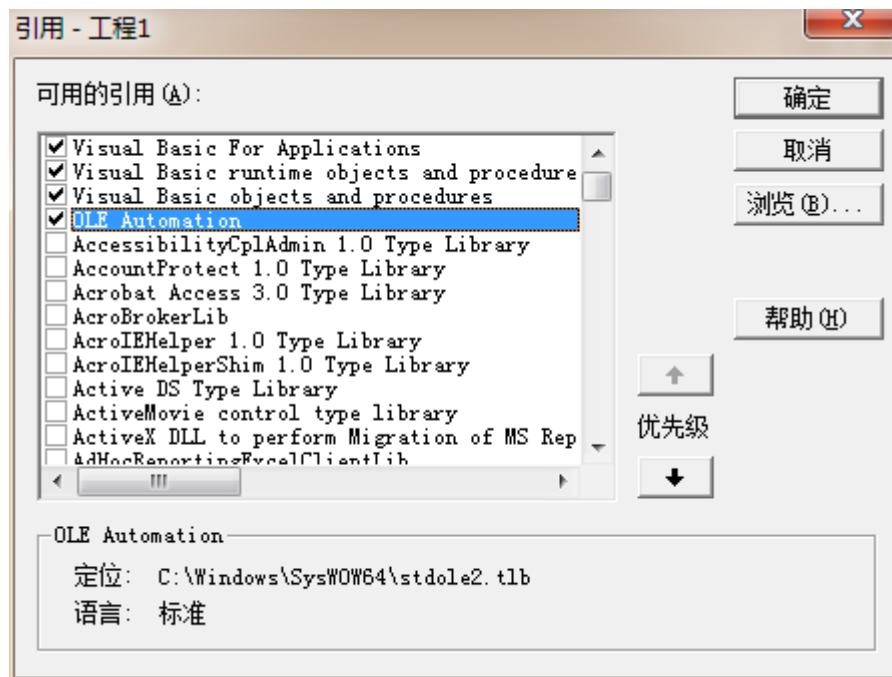 引用 - 工程1
可用的引用(A):
Visual Basic For Applications
Visual Basic runtime objects and procedure
Visual Basic objects and procedures
OLE Automation
AccessibilityCplAdmin 1.0 Type Library
AccountProtect 1.0 Type Library
Acrobat Access 3.0 Type Library
AcroBrokerLib
AcroIEHelper 1.0 Type Library
AcroIEHelperShim 1.0 Type Library
Active DS Type Library
ActiveMovie control type library
ActiveX DLL to perform Migration of MS Rep
AdHocReportingExcelClientLib
确定
取消
浏览(B)...
帮助(H)
优先级
OLE Automation
定位: C:\Windows\SysWOW64\stdole2.tlb
语言: 标准